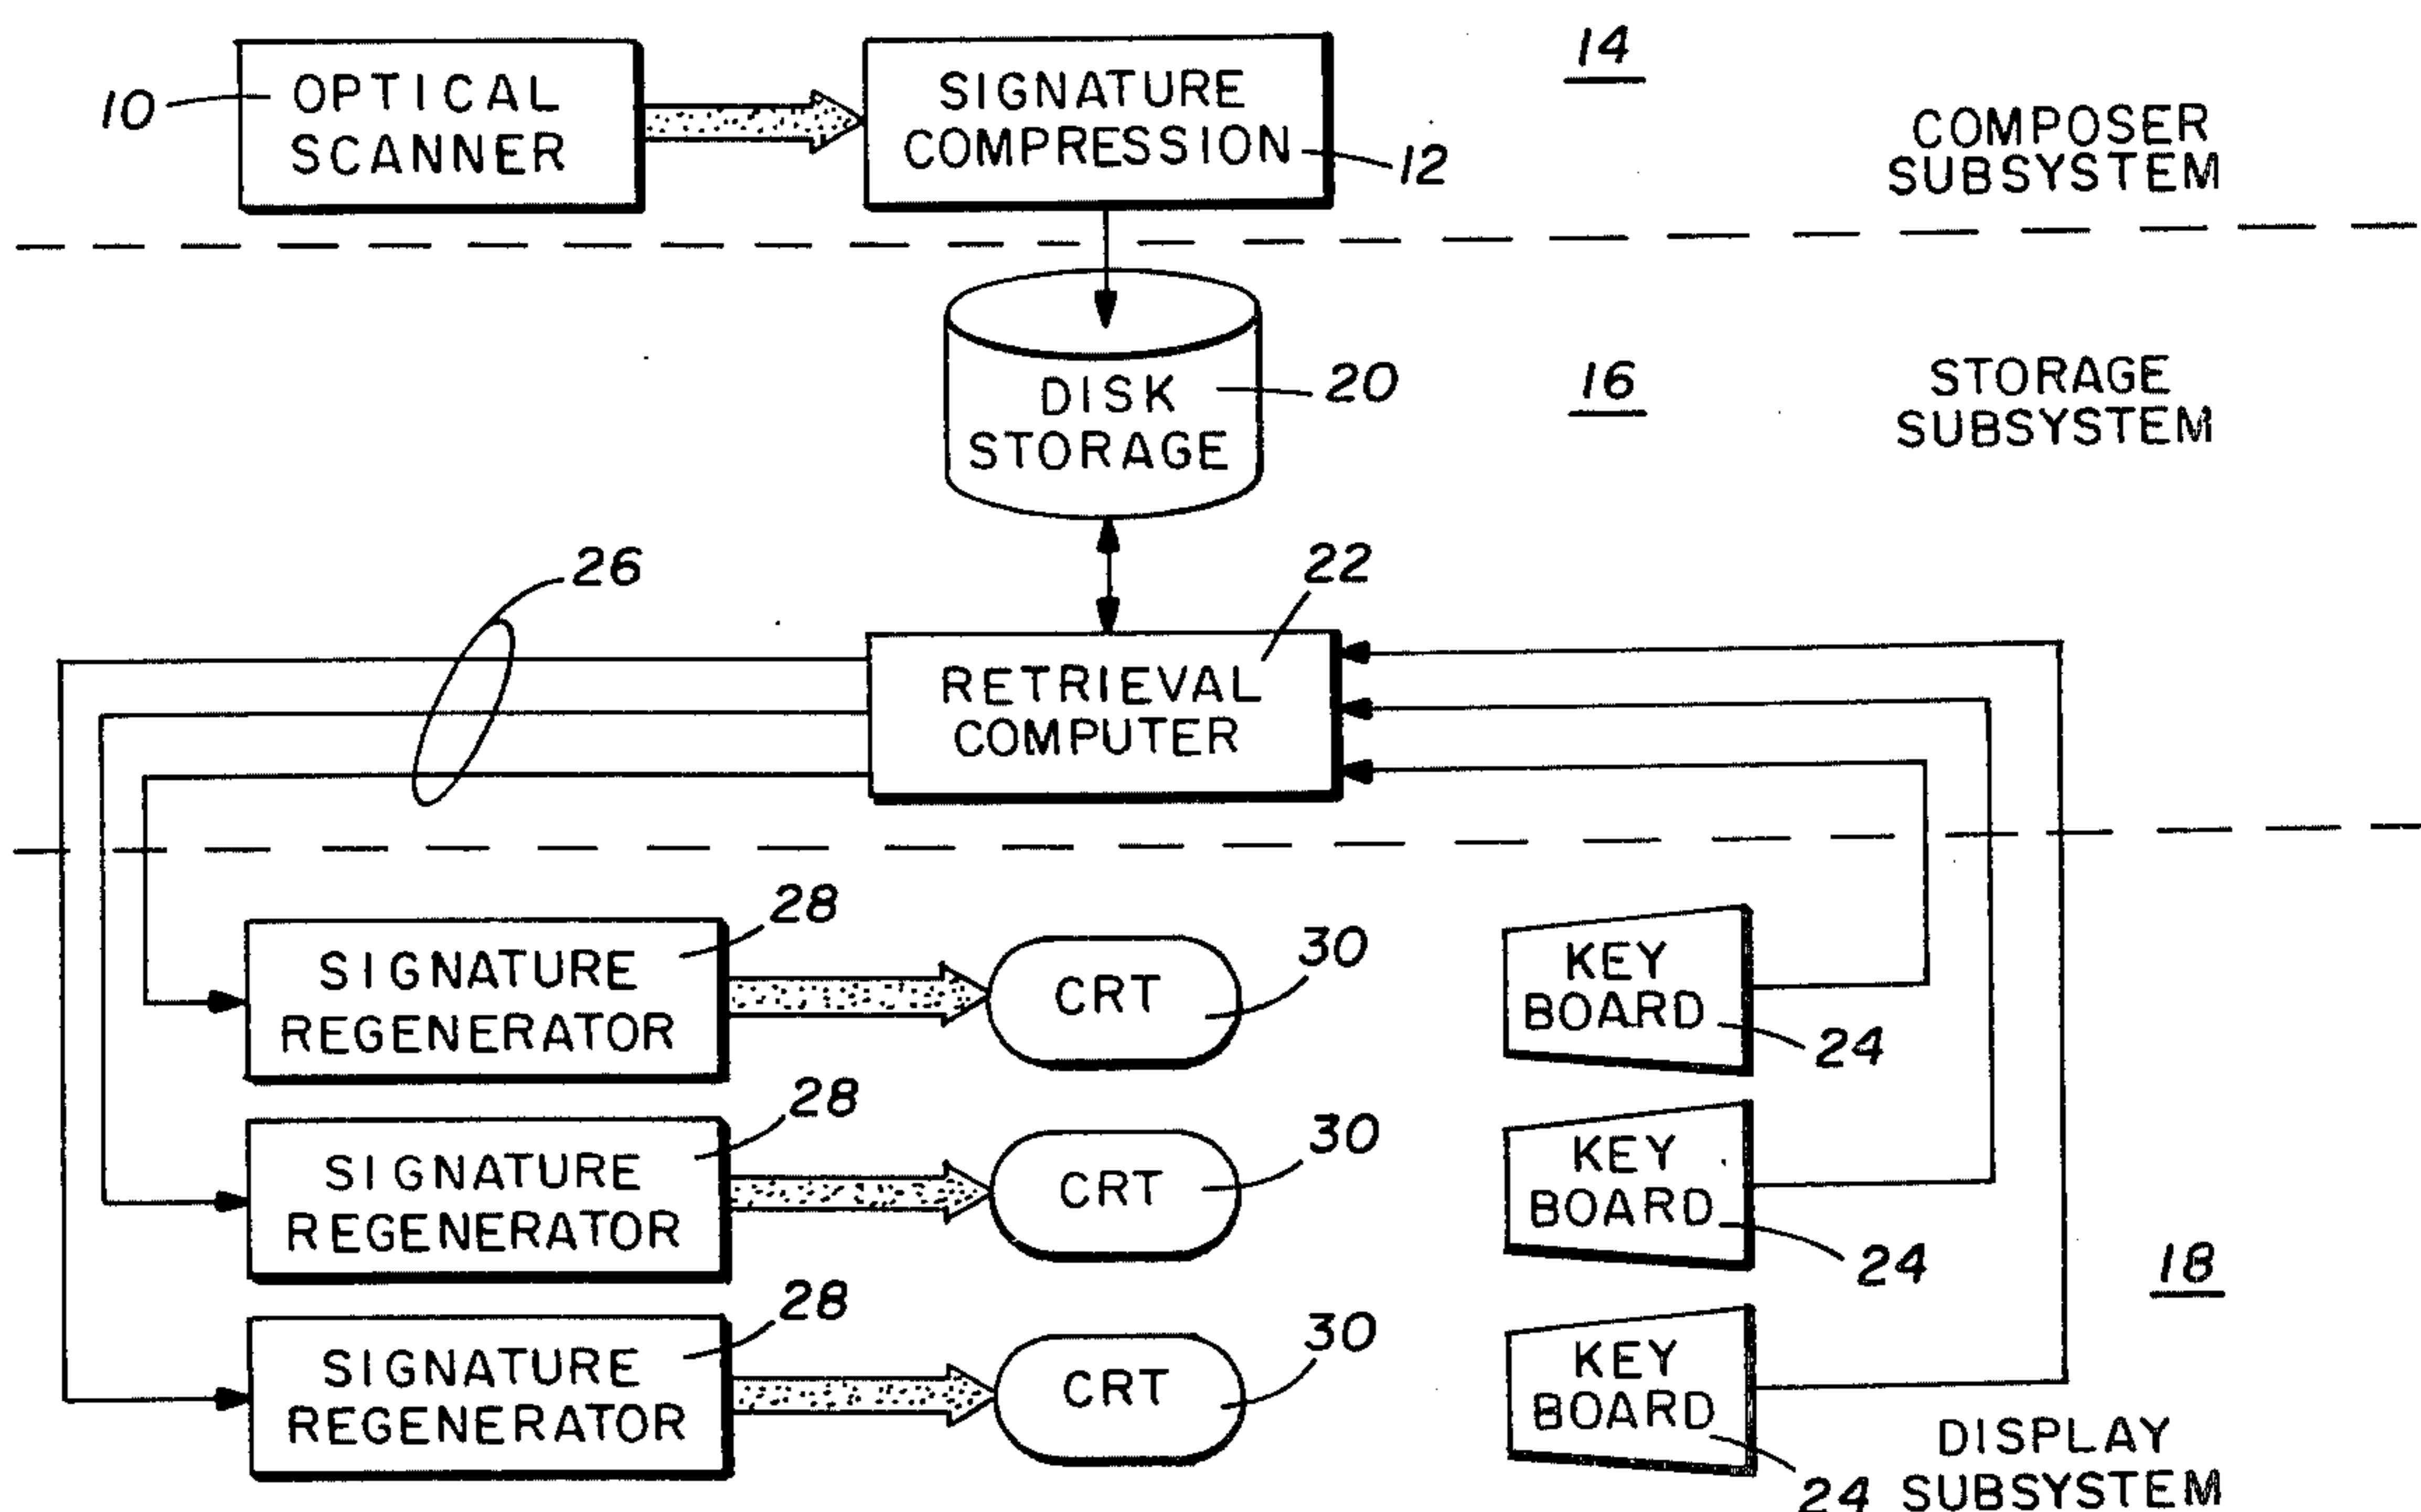 10
OPTICAL
SCANNER
SIGNATURE
COMPRESSION
12
14
COMPOSER
SUBSYSTEM
DISK
STORAGE
20
16
STORAGE
SUBSYSTEM
26
22
RETRIEVAL
COMPUTER
SIGNATURE
REGENERATOR
28
CRT
30
KEY
BOARD
24
SIGNATURE
REGENERATOR
28
CRT
30
KEY
BOARD
24
18
SIGNATURE
REGENERATOR
28
CRT
30
KEY
BOARD
24
DISPLAY
SUBSYSTEM